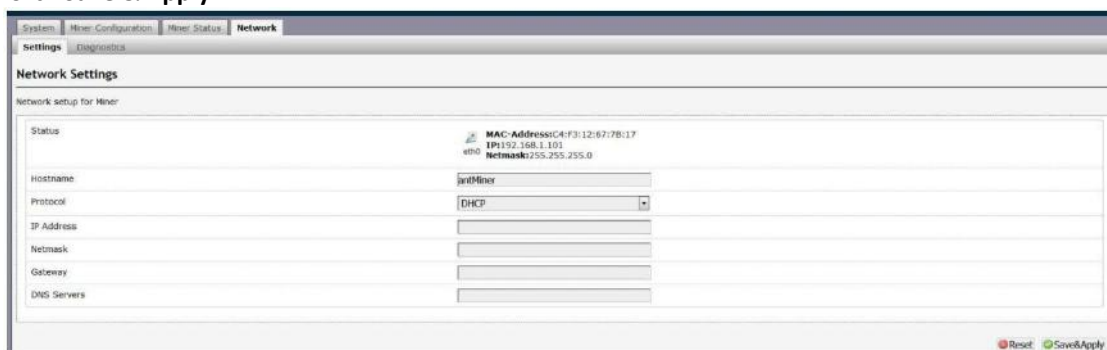 System Miner Configuration Miner Status Network
Settings Diagnostics
Network Settings
Network setup for Miner
Status
MAC-Address:C4:F3:12:67:7B:17
eth0 IP:192.168.1.101
Netmask:255.255.255.0
Hostname antMiner
Protocol DHCP
IP Address
Netmask
Gateway
DNS Servers
Reset Save&Apply